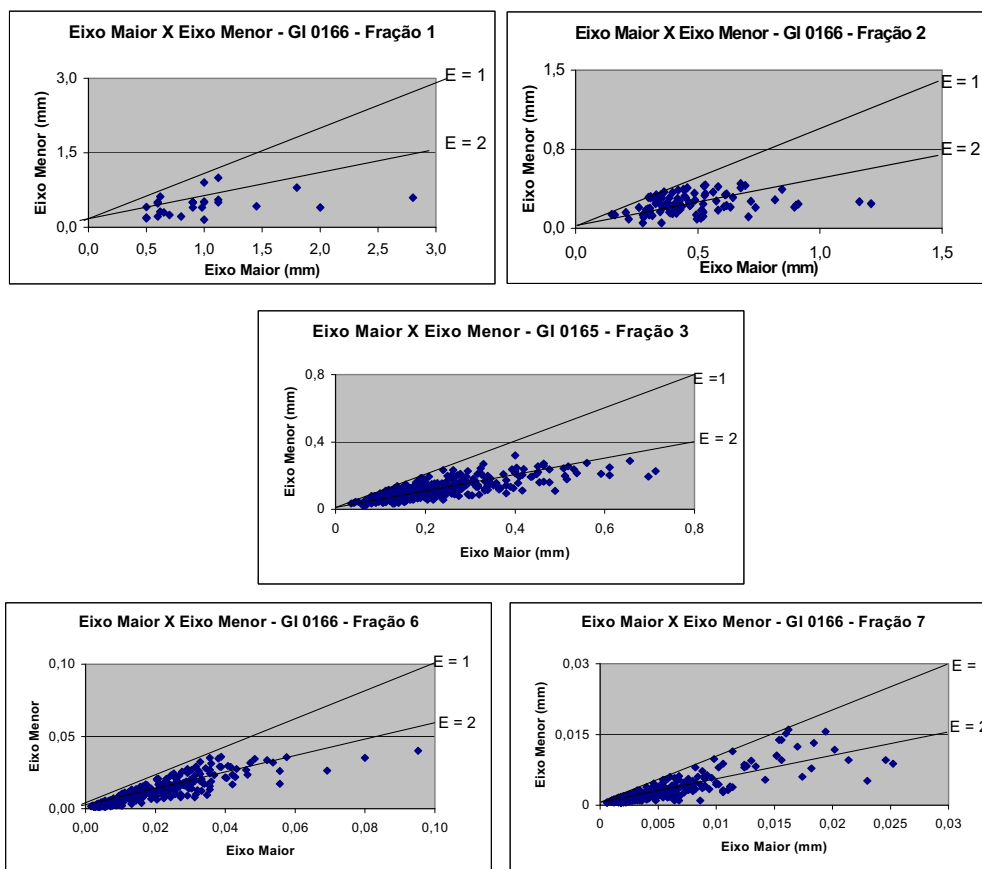 Eixo Maior X Eixo Menor - GI 0166 - Fração 1
Eixo Menor (mm)
3,0
1,5
0,0
0,0 0,5 1,0 1,5 2,0 2,5 3,0
Eixo Maior (mm)
E = 1
E = 2
Eixo Maior X Eixo Menor - GI 0166 - Fração 2
Eixo Menor (mm)
1,5
0,8
0,0
0,0 0,5 1,0 1,5
Eixo Maior (mm)
E = 1
E = 2
Eixo Maior X Eixo Menor - GI 0165 - Fração 3
Eixo Menor (mm)
0,8
0,4
0
0 0,2 0,4 0,6 0,8
Eixo Maior (mm)
E =1
E = 2
Eixo Maior X Eixo Menor - GI 0166 - Fração 6
Eixo Menor
0,10
0,05
0,00
0,00 0,02 0,04 0,06 0,08 0,10
Eixo Maior
E = 1
E = 2
Eixo Maior X Eixo Menor - GI 0166 - Fração 7
Eixo Menor (mm)
0,03
0,015
0
0 0,005 0,01 0,015 0,02 0,025 0,03
Eixo Maior (mm)
E =
E = 2